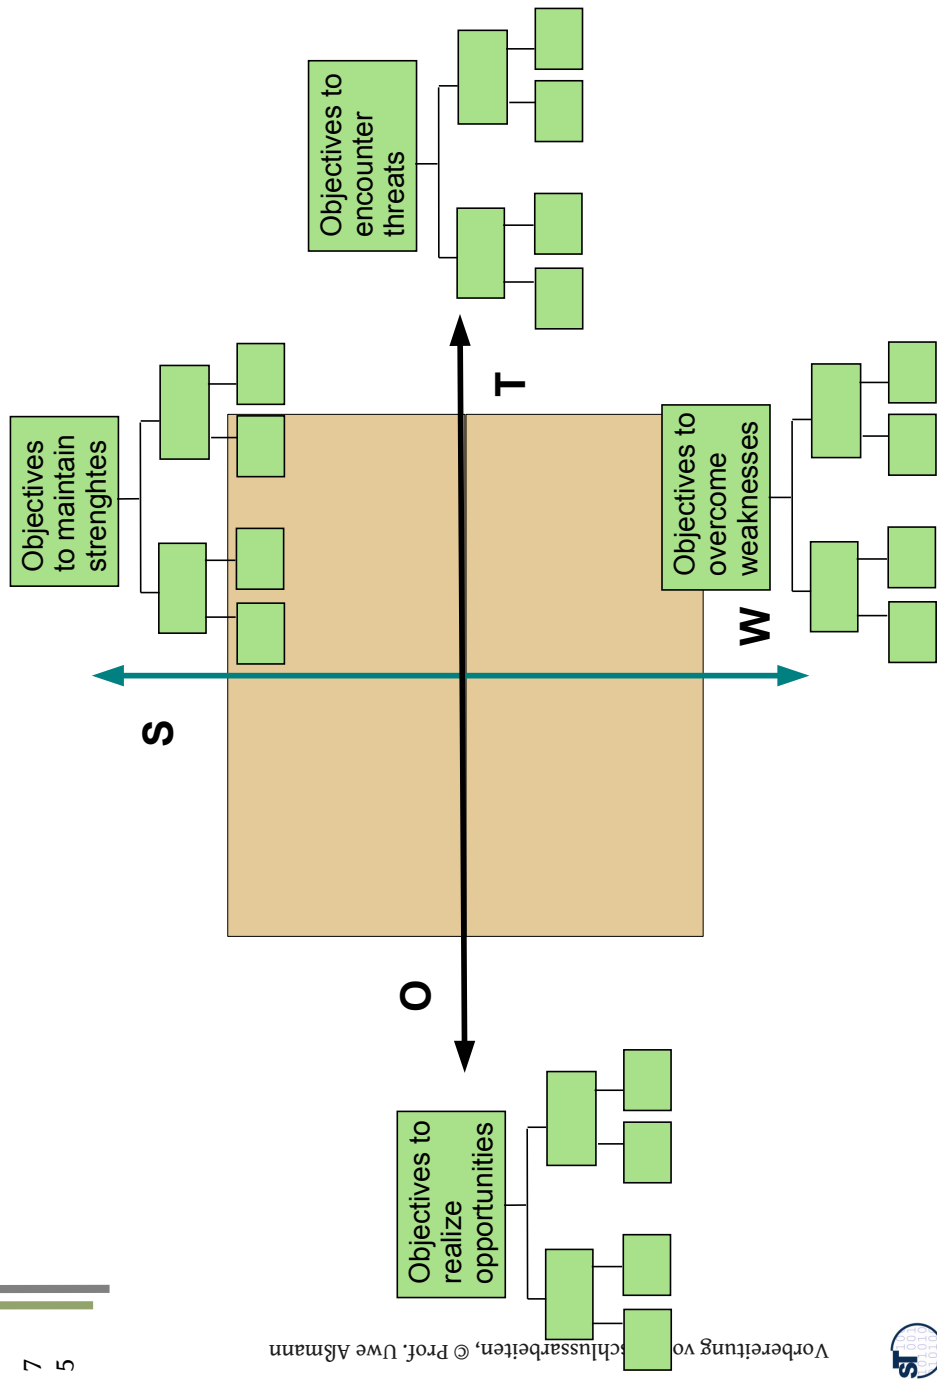 Objectives
to maintain
strenghtes
S
Objectives to
realize
opportunities
O
T
Objectives to
encounter
threats
W
Objectives to
overcome
weaknesses
Vorbereitung vo
schlussarbeiten, © Prof. Uwe Aßmann
7
5
ST